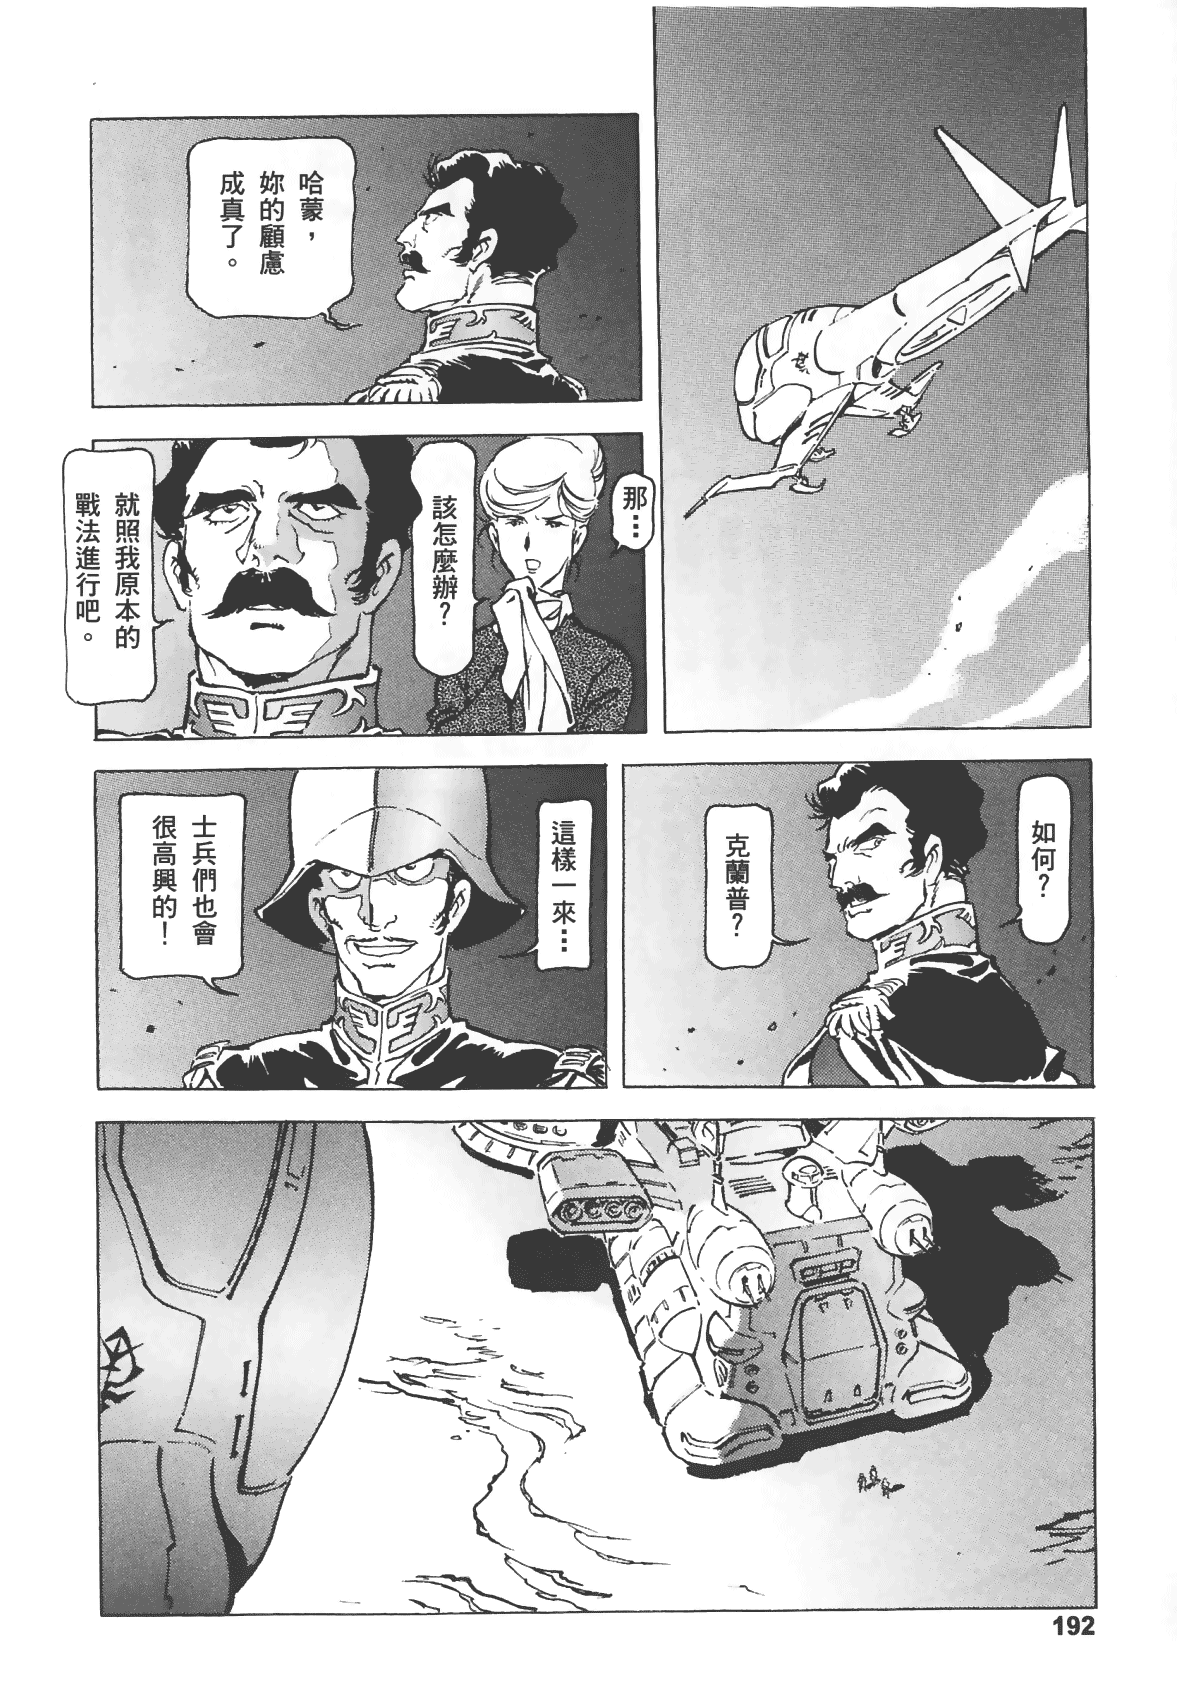 哈蒙，
妳的顧慮
成真了。
那…
該怎麼辦？
就照我原本的
戰法進行吧。
如何？
克蘭普？
這樣一來…
士兵們也會
很高興的！
192